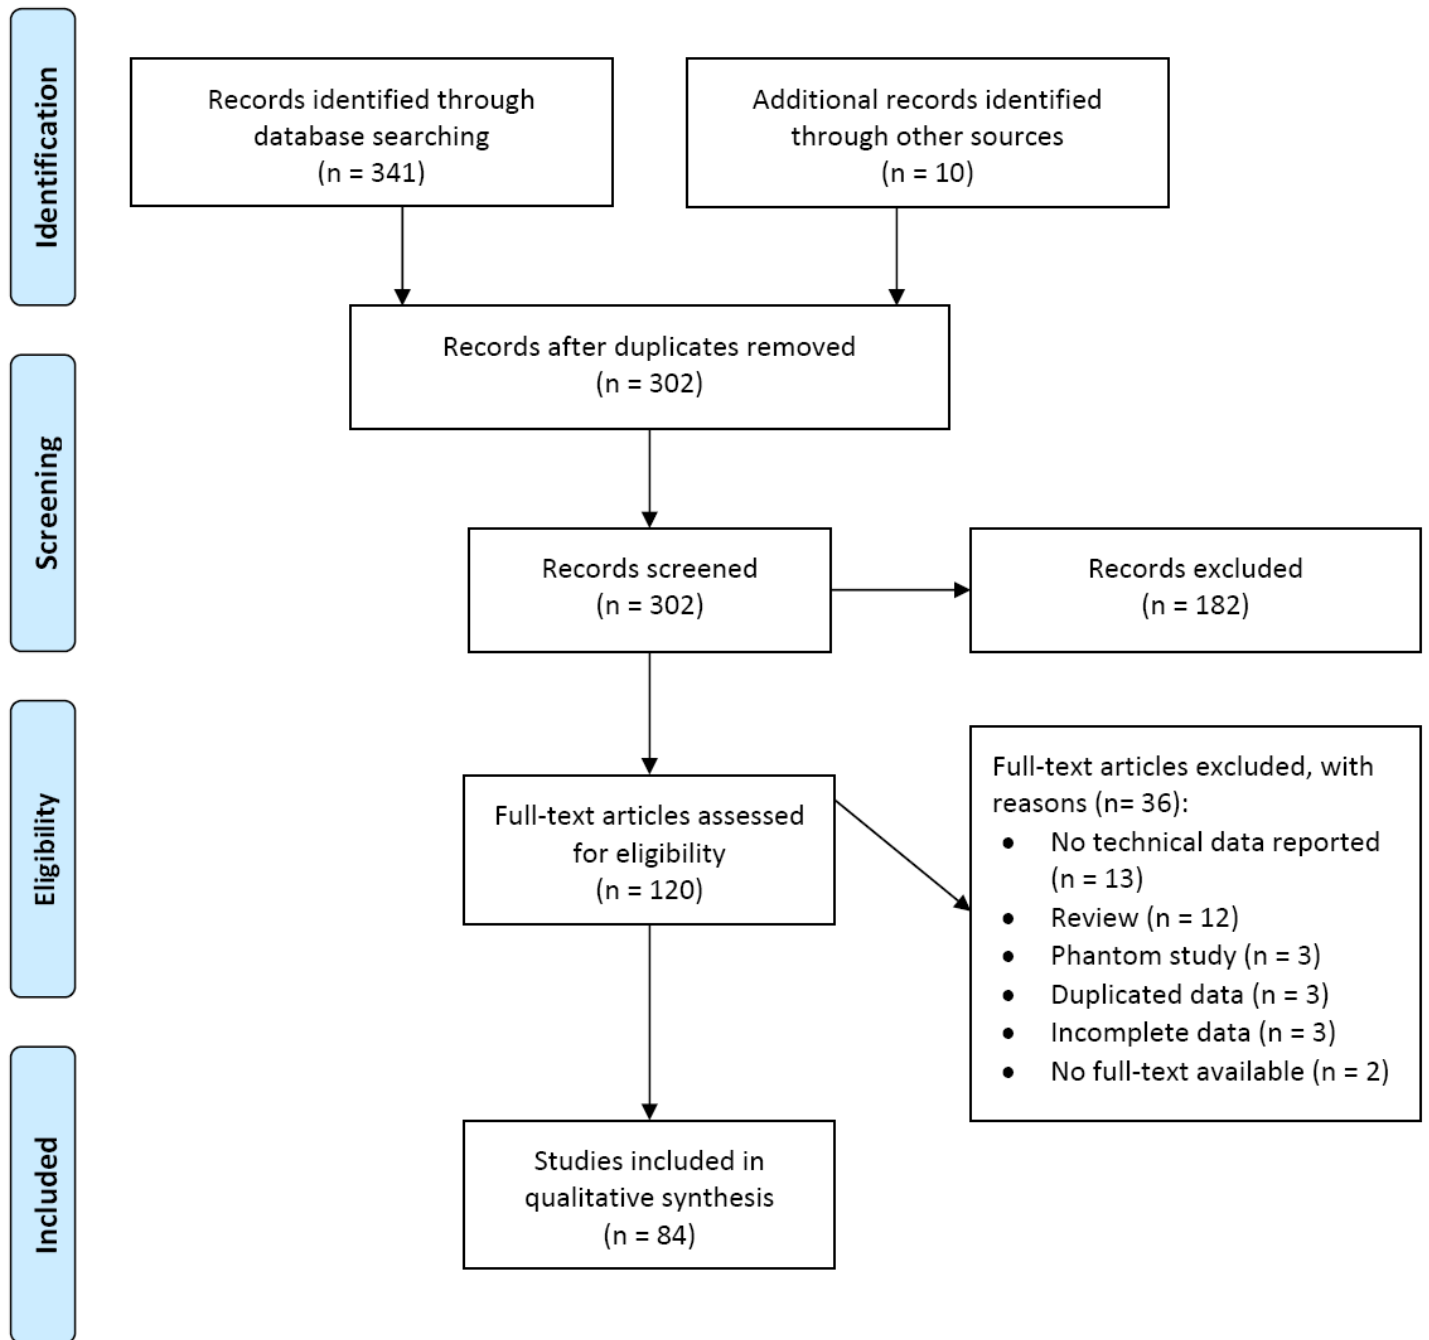 Identification
Records identified through
database searching
(n = 341)
Additional records identified
through other sources
(n = 10)
Records after duplicates removed
(n = 302)
Screening
Records screened
(n = 302)
Records excluded
(n = 182)
Eligibility
Full-text articles assessed
for eligibility
(n = 120)
Full-text articles excluded, with
reasons (n= 36):
• No technical data reported
(n = 13)
• Review (n = 12)
• Phantom study (n = 3)
• Duplicated data (n = 3)
• Incomplete data (n = 3)
• No full-text available (n = 2)
Included
Studies included in
qualitative synthesis
(n = 84)